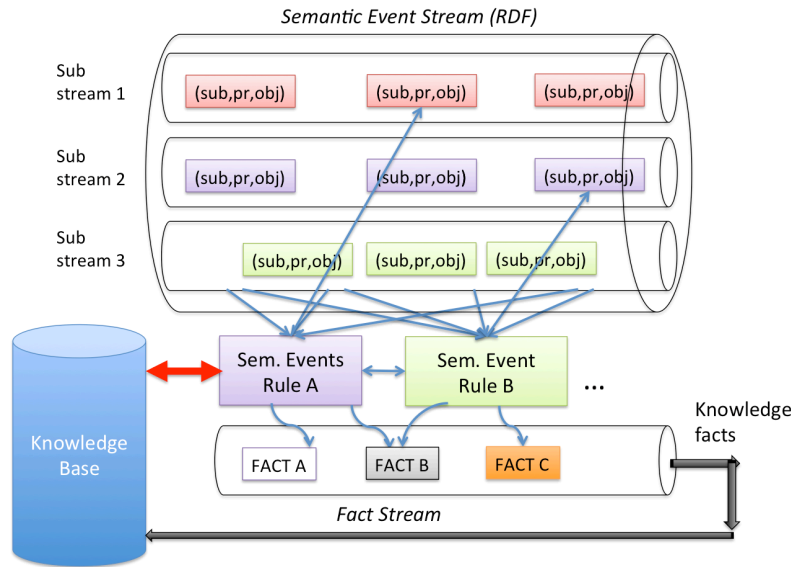 Semantic Event Stream (RDF)
Sub
stream 1
(sub,pr,obj)
(sub,pr,obj)
(sub,pr,obj)
Sub
stream 2
(sub,pr,obj)
(sub,pr,obj)
(sub,pr,obj)
Sub
stream 3
(sub,pr,obj)
(sub,pr,obj)
(sub,pr,obj)
Sem. Events
Rule A
Sem. Event
Rule B
...
Knowledge
Base
Knowledge
facts
FACT A
FACT B
FACT C
Fact Stream